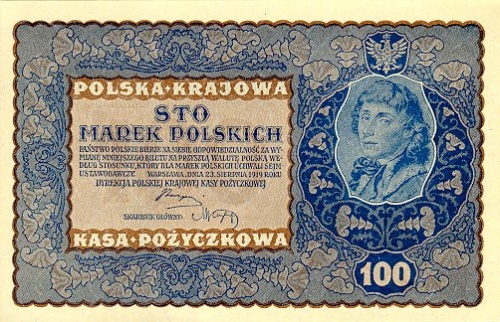 POLSKA·KRAJOWA
STO
MAREK POLSKICH
PAŃSTWO POLSKIE BIERZE NA SIEBIE ODPOWIEDZIALNOŚĆ ZA WY-
MIANĘ NINIEJSZEGO BILETU NA PRZYSZŁĄ WALUTĘ POLSKĄ WE-
DŁUG STOSUNKU, KTÓRY DLA MAREK POLSKICH UCHWALI SEJM
USTAWODAWCZY WARSZAWA, DNIA 23. SIERPNIA 1919 ROKU
DYREKCJA POLSKIEJ KRAJOWEJ KASY POŻYCZKOWEJ
SKARBNIK GŁÓWNY:
KASA·POŻYCZKOWA
100